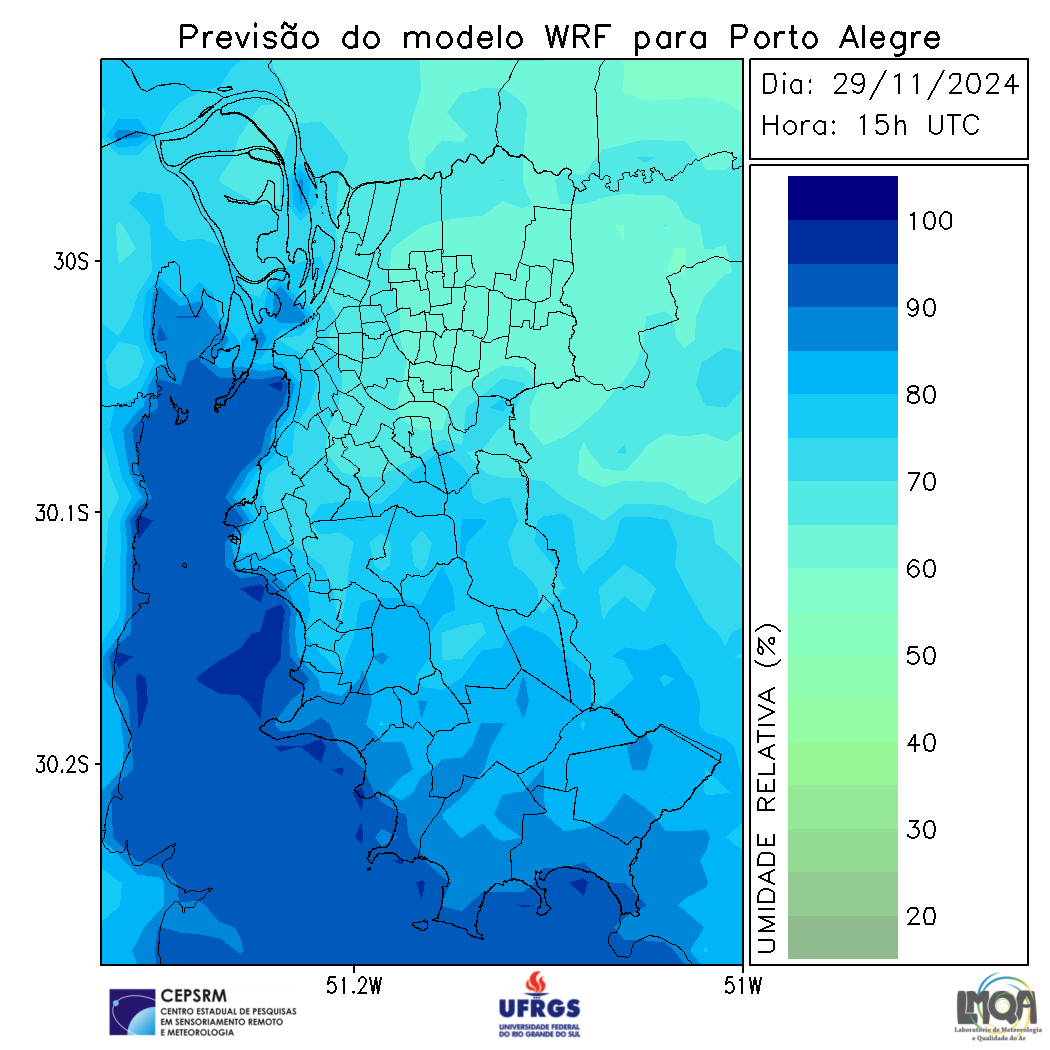 Previsão do modelo WRF para Porto Alegre
Dia: 29/11/2024
Hora: 15h UTC
30S
30.1S
30.2S
51.2W
51W
100
90
80
70
60
50
40
30
20
UMIDADE RELATIVA (%)
CEPSRM
CENTRO ESTADUAL DE PESQUISAS
EM SENSORIAMENTO REMOTO
E METEOROLOGIA
UFRGS
UNIVERSIDADE FEDERAL
DO RIO GRANDE DO SUL
LMQA
Laboratório de Meteorologia
e Qualidade do Ar